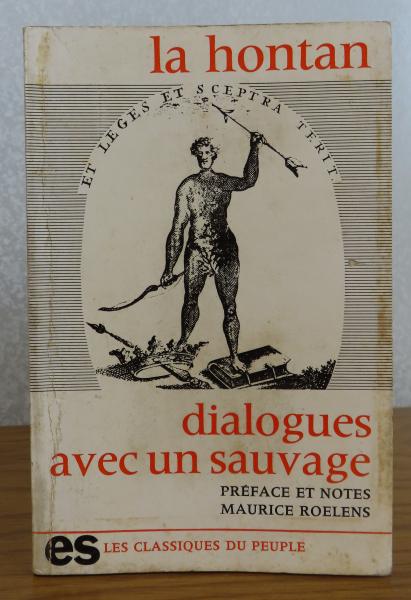 la hontan
ET LEGES ET SCEPTRA TERIT.
dialogues
avec un sauvage
PRÉFACE ET NOTES
MAURICE ROELENS
es LES CLASSIQUES DU PEUPLE